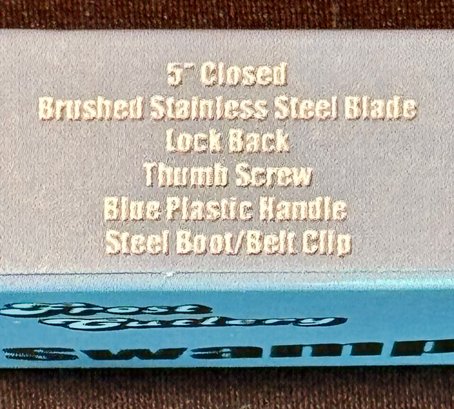 5" Closed
Brushed Stainless Steel Blade
Lock Back
Thumb Screw
Blue Plastic Handle
Steel Boot/Belt Clip
Frost
Cutlery
swamp